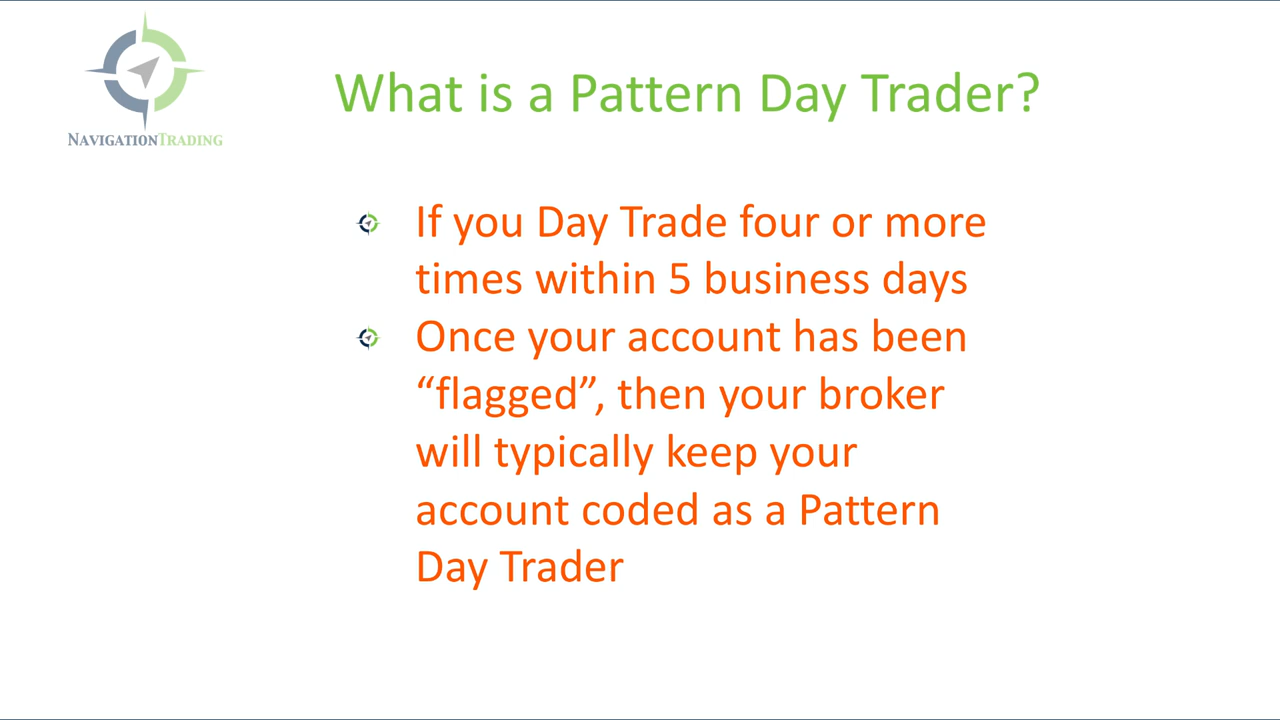 NAVIGATIONTRADING
What is a Pattern Day Trader?
If you Day Trade four or more
times within 5 business days
Once your account has been
“flagged”, then your broker
will typically keep your
account coded as a Pattern
Day Trader